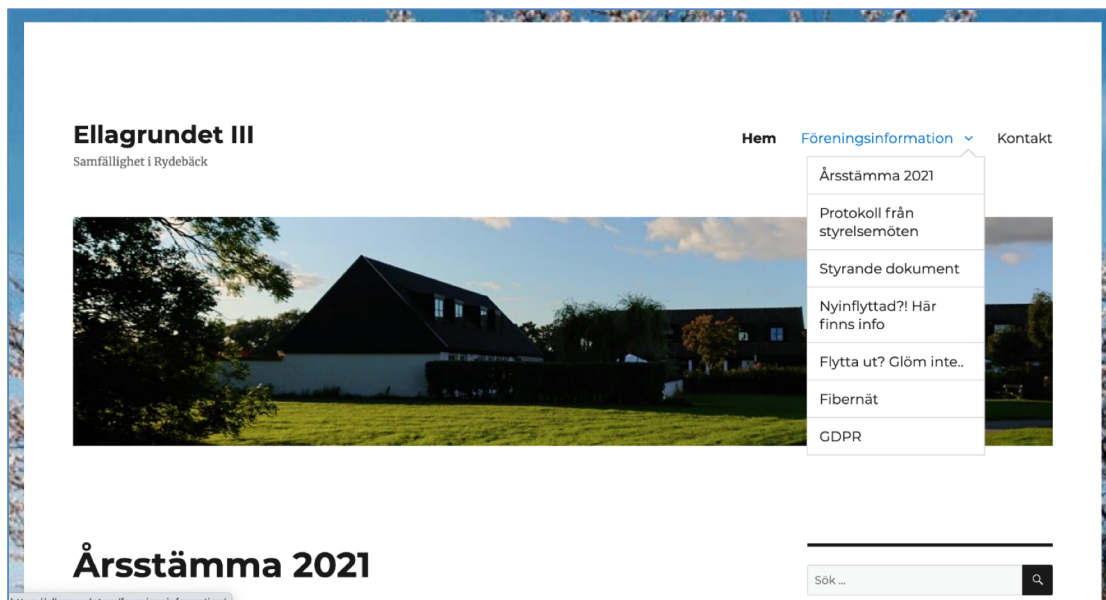 Ellagrundet III
Samfällighet i Rydebäck
Hem Föreningsinformation Kontakt
Årsstämma 2021
Protokoll från
styrelsemöten
Styrande dokument
Nyinflyttad?! Här
finns info
Flytta ut? Glöm inte..
Fibernät
GDPR
Årsstämma 2021
Sök ...